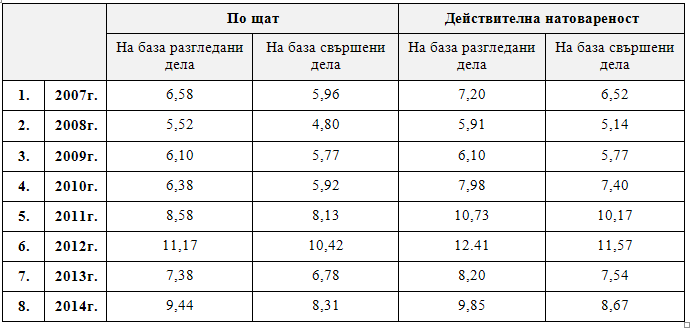 По щат Действителна натовареност
На база разгледани дела На база свършени дела На база разгледани дела На база свършени дела
1. 2007г. 6,58 5,96 7,20 6,52
2. 2008г. 5,52 4,80 5,91 5,14
3. 2009г. 6,10 5,77 6,10 5,77
4. 2010г. 6,38 5,92 7,98 7,40
5. 2011г. 8,58 8,13 10,73 10,17
6. 2012г. 11,17 10,42 12.41 11,57
7. 2013г. 7,38 6,78 8,20 7,54
8. 2014г. 9,44 8,31 9,85 8,67